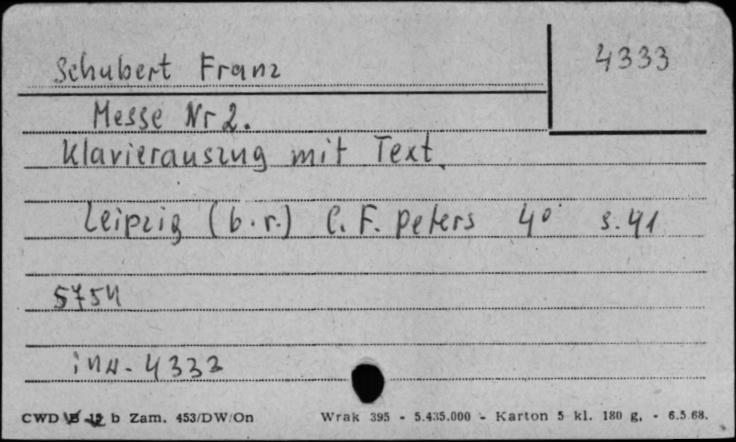 Schubert Franz
4333
Messe Nr 2.
Klavierauszug mit Text.
Leipzig (b.r.) C. F. Peters 4° s. 41
5754
inw. 4333
CWD b Zam. 453/DW/On Wrak 395 - 5.435.000 - Karton 5 kl. 180 g. - 6.5.68.